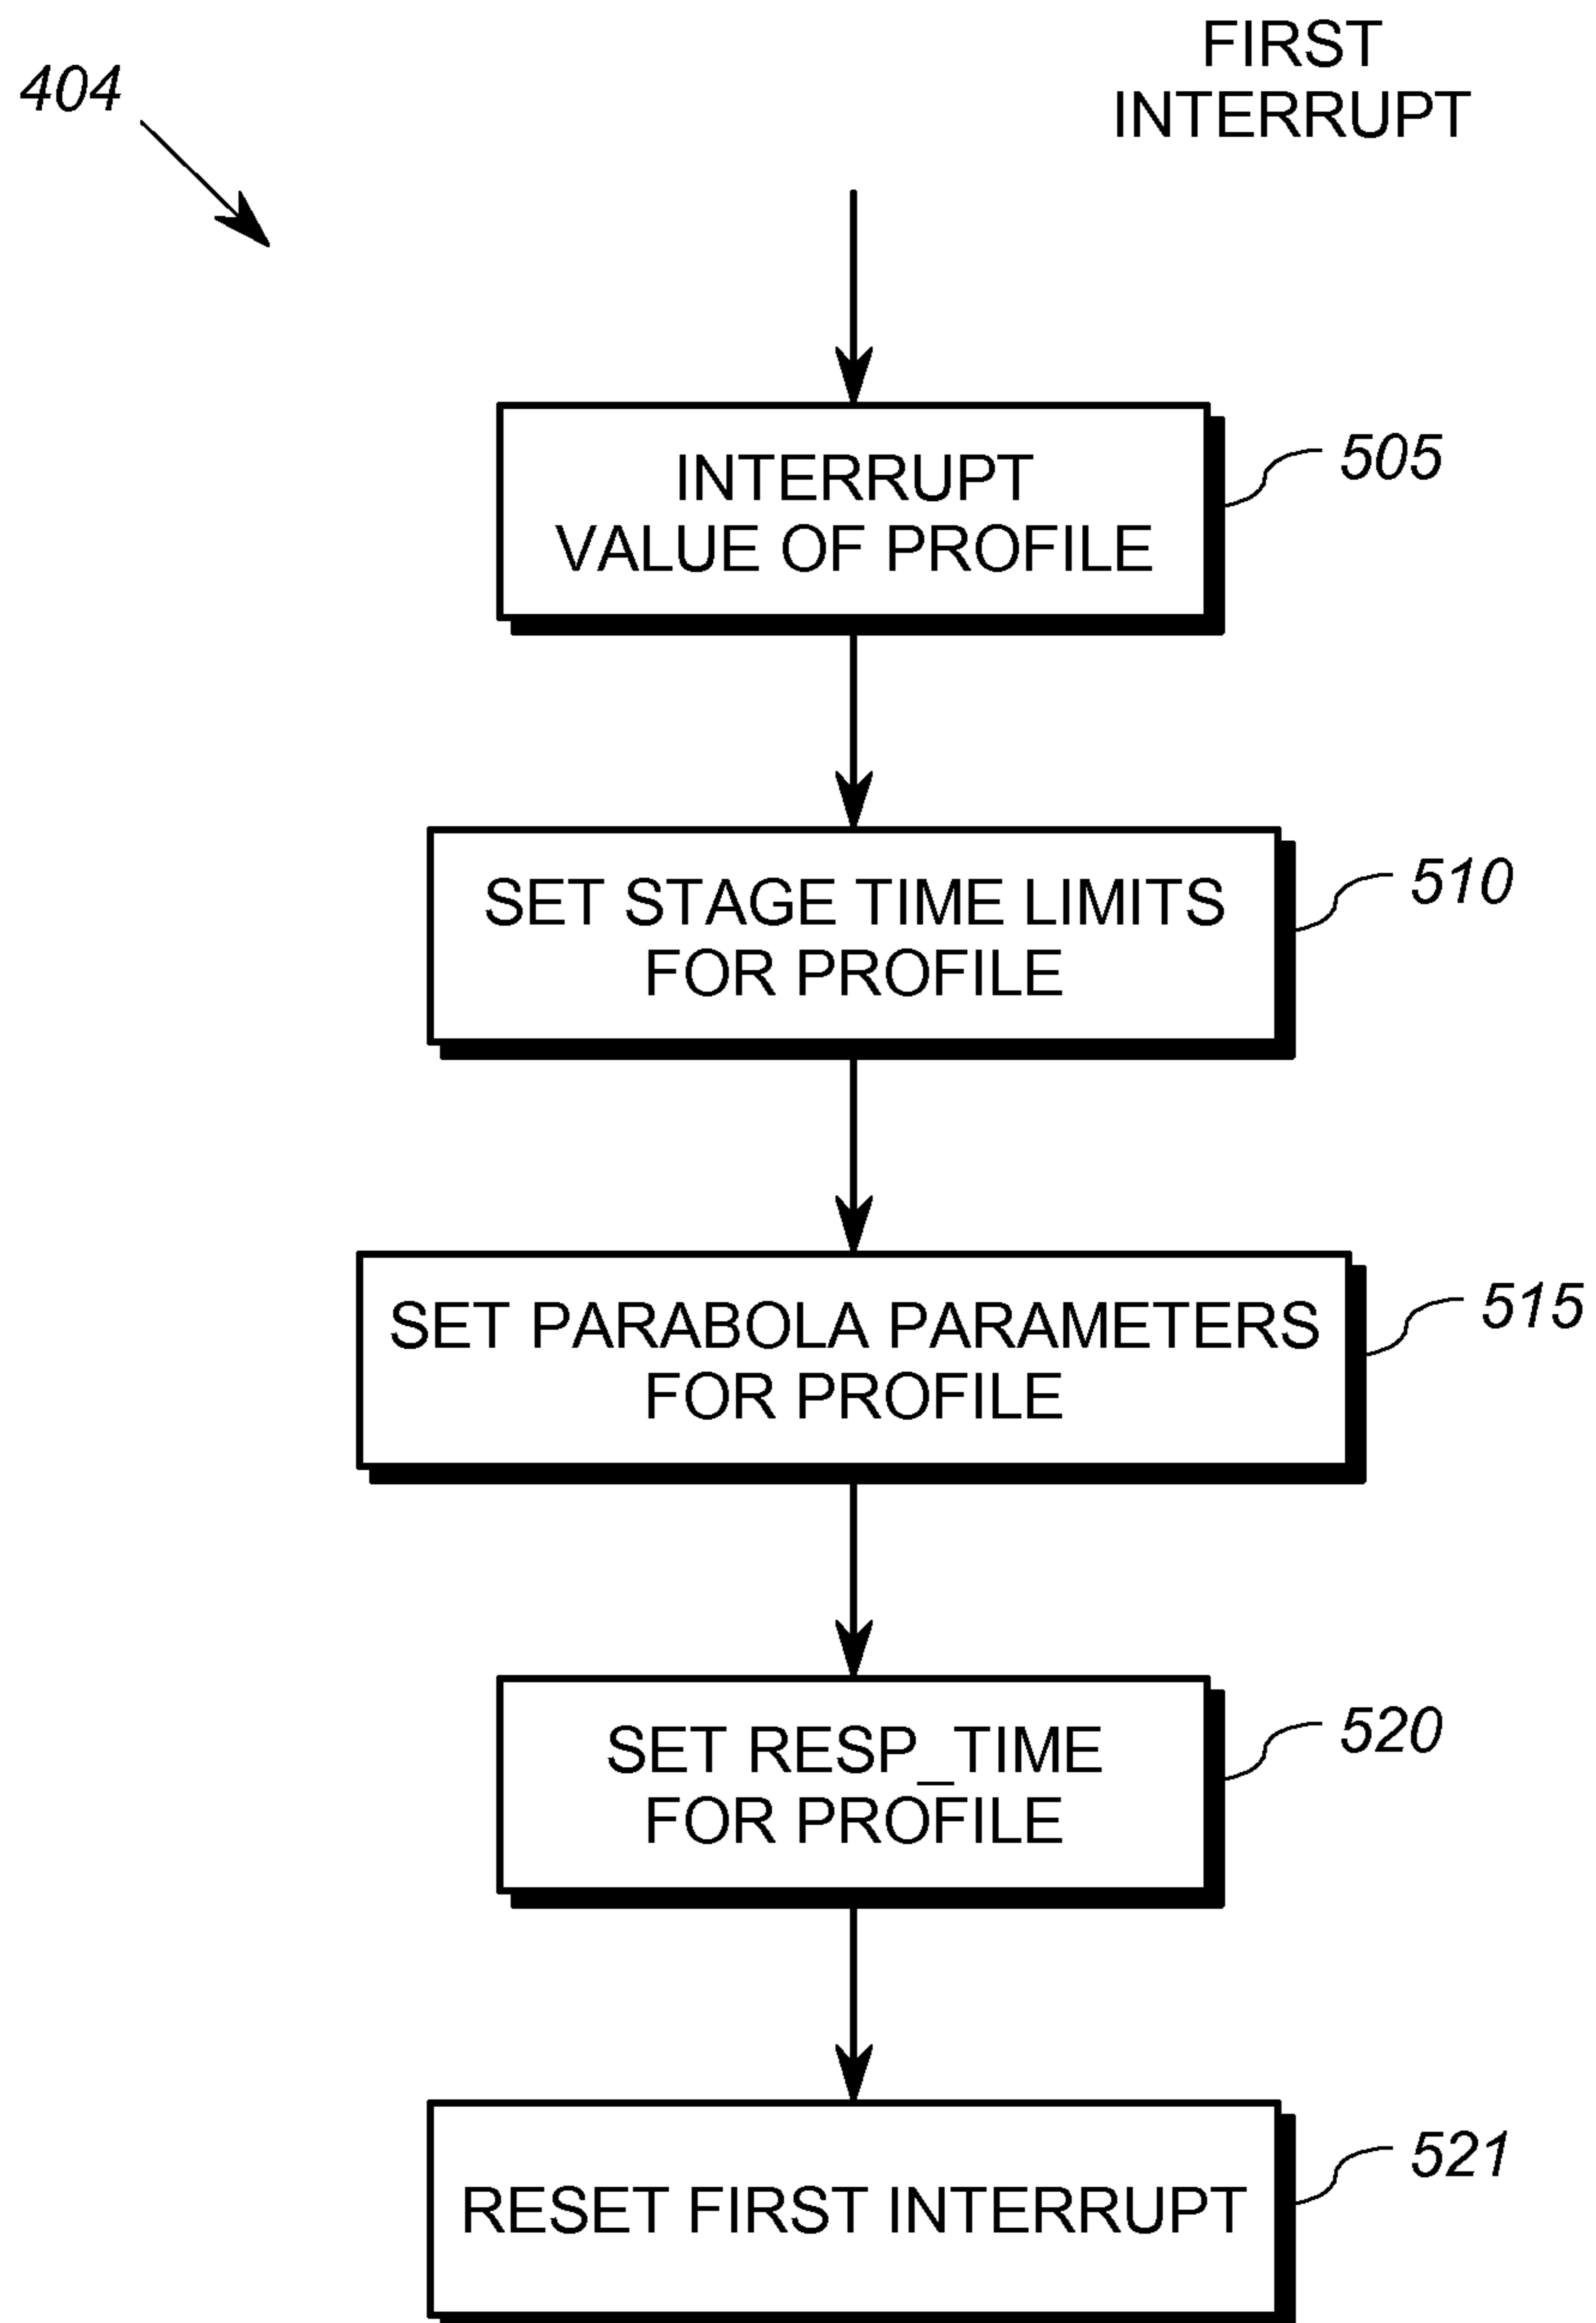 404
FIRST
INTERRUPT
INTERRUPT
VALUE OF PROFILE
505
SET STAGE TIME LIMITS
FOR PROFILE
510
SET PARABOLA PARAMETERS
FOR PROFILE
515
SET RESP_TIME
FOR PROFILE
520
RESET FIRST INTERRUPT
521